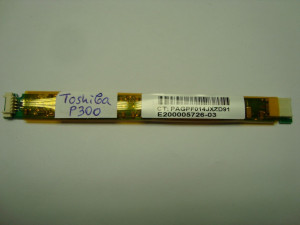 Toshiba
P300
CT: PAGPF014JXZD91
E200005726-03